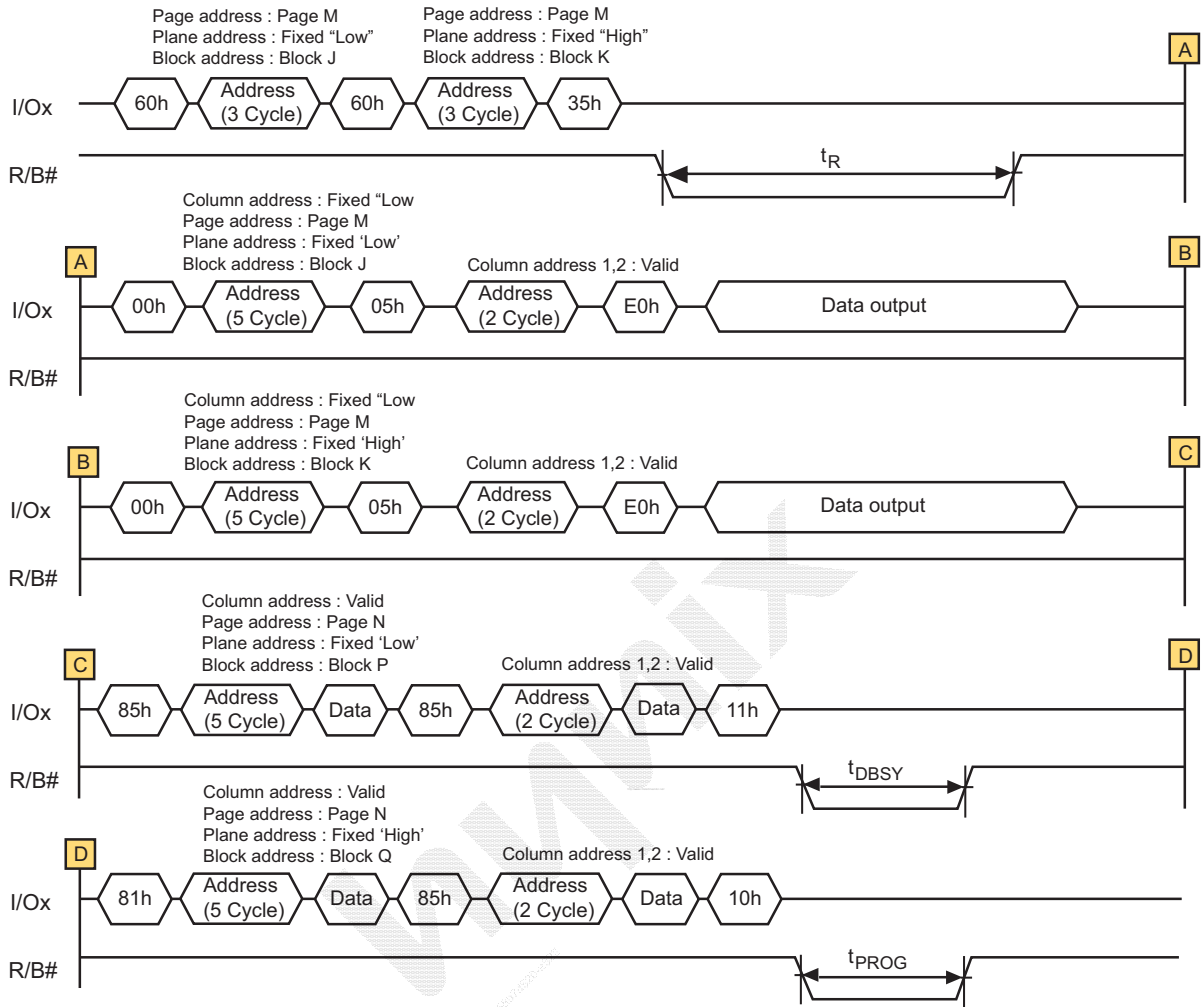 Page address : Page M
Plane address : Fixed “Low”
Block address : Block J
Page address : Page M
Plane address : Fixed “High”
Block address : Block K
A
I/Ox
60h
Address
(3 Cycle)
60h
Address
(3 Cycle)
35h
R/B#
tR
Column address : Fixed “Low
Page address : Page M
Plane address : Fixed ‘Low’
Block address : Block J
Column address 1,2 : Valid
A
B
I/Ox
00h
Address
(5 Cycle)
05h
Address
(2 Cycle)
E0h
Data output
R/B#
Column address : Fixed “Low
Page address : Page M
Plane address : Fixed ‘High’
Block address : Block K
Column address 1,2 : Valid
B
C
I/Ox
00h
Address
(5 Cycle)
05h
Address
(2 Cycle)
E0h
Data output
R/B#
Column address : Valid
Page address : Page N
Plane address : Fixed ‘Low’
Block address : Block P
Column address 1,2 : Valid
C
D
I/Ox
85h
Address
(5 Cycle)
Data
85h
Address
(2 Cycle)
Data
11h
R/B#
tDBSY
Column address : Valid
Page address : Page N
Plane address : Fixed ‘High’
Block address : Block Q
Column address 1,2 : Valid
D
I/Ox
81h
Address
(5 Cycle)
Data
85h
Address
(2 Cycle)
Data
10h
R/B#
tPROG